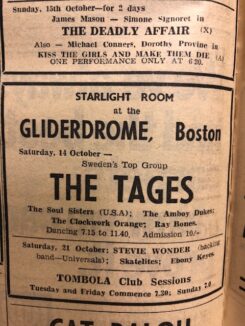 Sunday, 15th October—for 2 days
James Mason — Simone Signoret in
THE DEADLY AFFAIR (X)
Also — Michael Conners, Dorothy Provine in
KISS THE GIRLS AND MAKE THEM DIE (A)
ONE PERFORMANCE ONLY AT 6.20.
STARLIGHT ROOM
at the
GLIDERDROME, Boston
Saturday, 14 October—
Sweden's Top Group
THE TAGES
The Soul Sisters (U.S.A); The Amboy Dukes;
The Clockwork Orange; Ray Bones.
Dancing 7.15 to 11.40. Admission 10/-
Saturday, 21 October: STEVIE WONDER (backing
band—Universals); Skatelites; Ebony Keyes.
TOMBOLA Club Sessions
Tuesday and Friday Commence 7.30; Sunday 7.0.